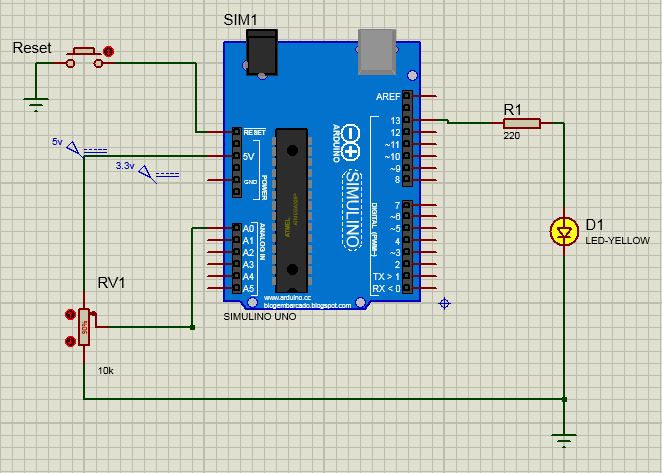 SIM1
Reset
AREF
13
12
~11
~10
~9
8
7
~6
~5
4
~3
2
TX > 1
RX < 0
RESET
5V
GND
POWER
A0
A1
A2
A3
A4
A5
ANALOG IN
ARDUINO
SIMULINO
DIGITAL (PWM~)
ATMEL
www.arduino.cc
blogembarcado.blogspot.com
SIMULINO UNO
R1
220
5v
3.3v
D1
LED-YELLOW
RV1
50%
10k